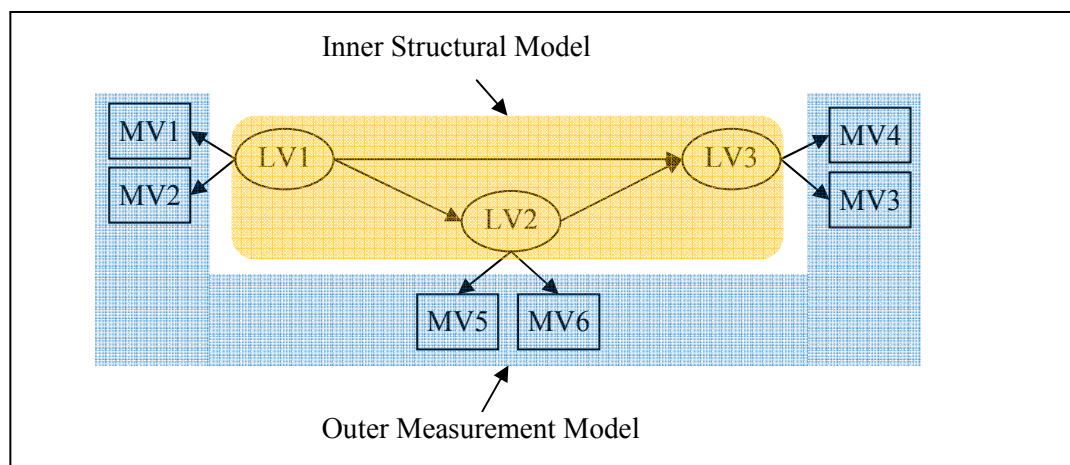 Inner Structural Model
MV1
MV2
LV1
LV2
LV3
MV4
MV3
MV5
MV6
Outer Measurement Model